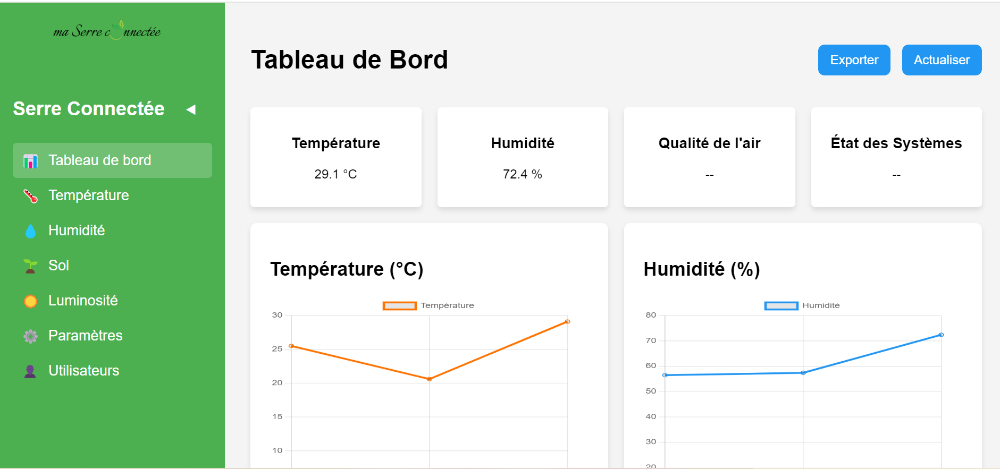 ma Serre connectée
Serre Connectée ◀
Tableau de bord
Température
Humidité
Sol
Luminosité
Paramètres
Utilisateurs
Tableau de Bord
Exporter
Actualiser
Température
29.1 °C
Humidité
72.4 %
Qualité de l'air
--
État des Systèmes
--
Température (°C)
Température
30
25
20
15
10
Humidité (%)
Humidité
80
70
60
50
40
30
20